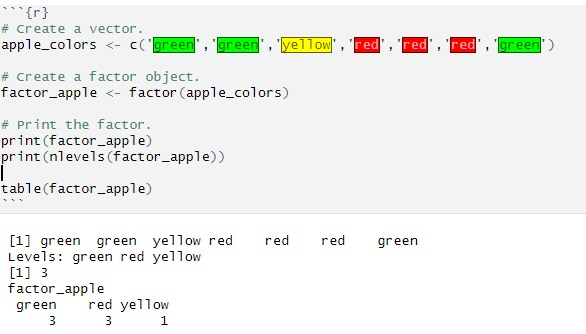 ```{r}
# Create a vector.
apple_colors <- c('green','green','yellow','red','red','red','green')
# Create a factor object.
factor_apple <- factor(apple_colors)
# Print the factor.
print(factor_apple)
print(nlevels(factor_apple))
table(factor_apple)
```
[1] green  green  yellow red    red    red    green
Levels: green red yellow
[1] 3
factor_apple
 green    red yellow
     3      3      1